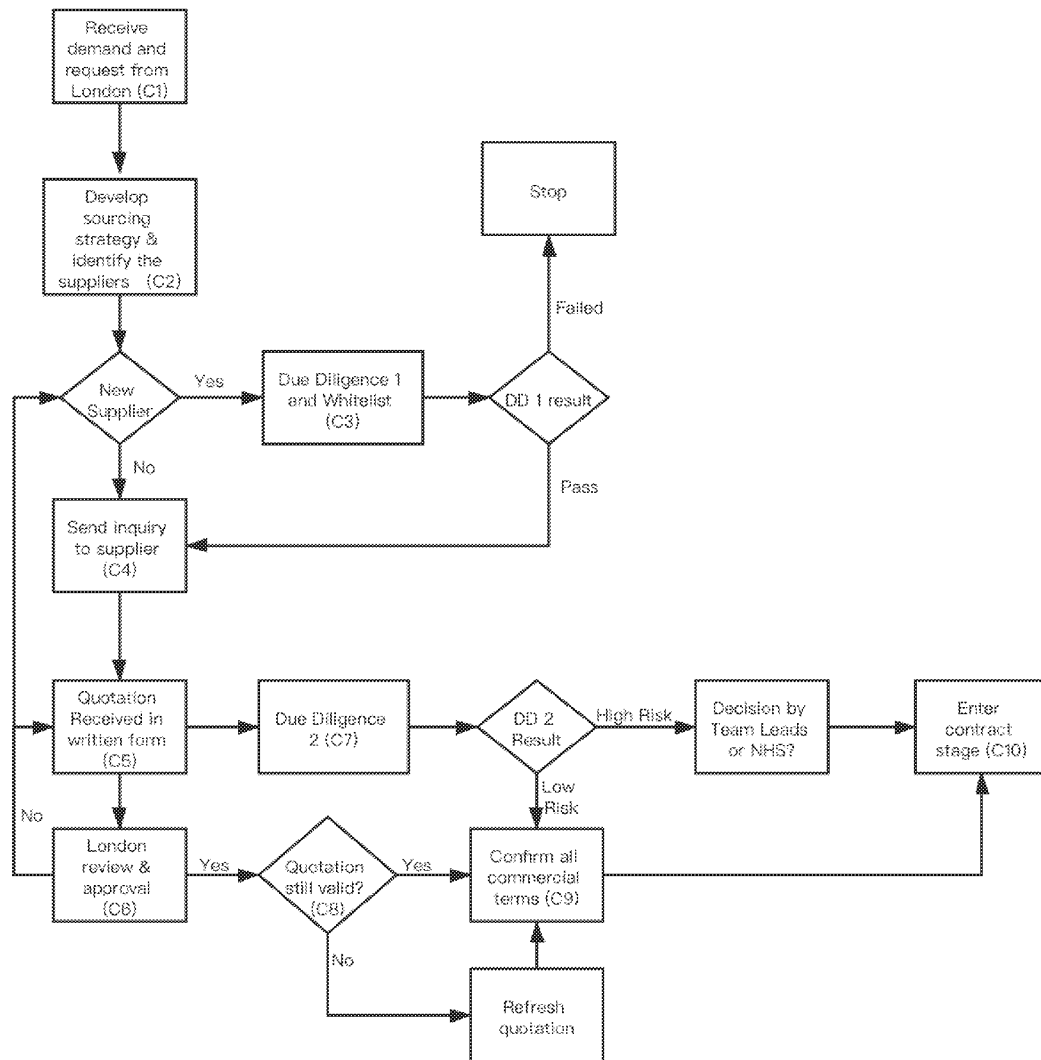 Receive
demand and
request from
London (C1)
Develop
sourcing
strategy &
identify the
suppliers (C2)
Stop
Failed
New
Supplier
Yes
Due Diligence 1
and Whitelist
(C3)
DD 1 result
No
Pass
Send inquiry
to supplier
(C4)
Quotation
Received in
written form
(C5)
Due Diligence
2 (C7)
DD 2
Result
High Risk
Decision by
Team Leads
or NHS?
Enter
contract
stage (C10)
Low
Risk
No
London
review &
approval
(C6)
Yes
Quotation
still valid?
(C8)
Yes
Confirm all
commercial
terms (C9)
No
Refresh
quotation